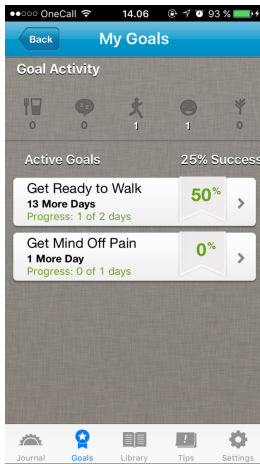 OneCall 14.06 93 %
Back My Goals
Goal Activity
0 0 1 1 0
Active Goals 25% Success
Get Ready to Walk
13 More Days
Progress: 1 of 2 days
50%
Get Mind Off Pain
1 More Day
Progress: 0 of 1 days
0%
Journal Goals Library Tips Settings